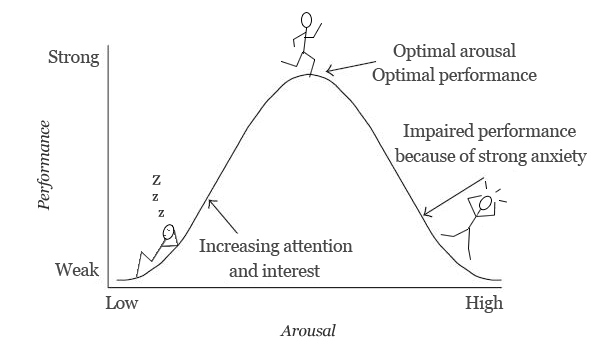 Strong
Optimal arousal
Optimal performance
Impaired performance
because of strong anxiety
Performance
Z
z
z
Increasing attention
and interest
Weak
Low
High
Arousal